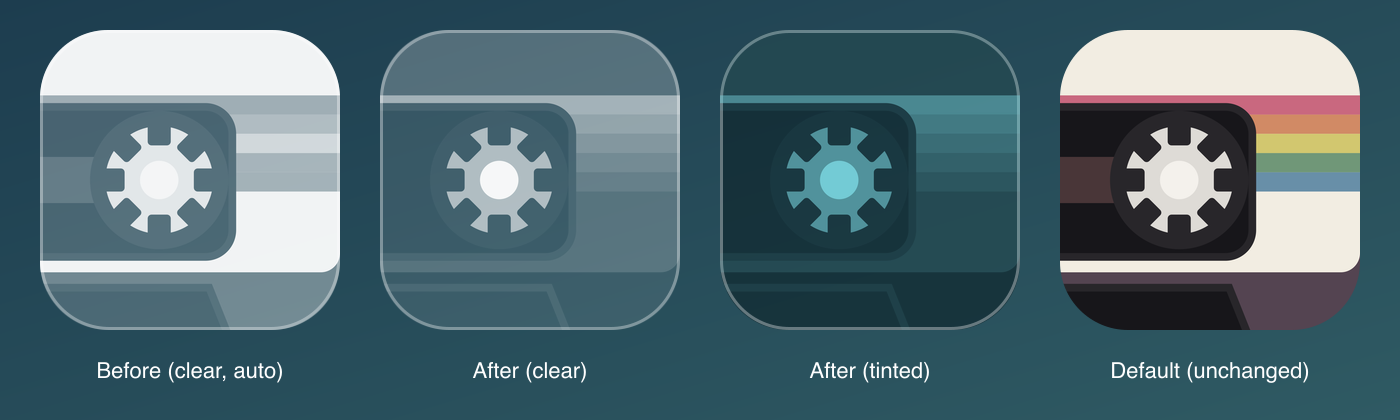 Before (clear, auto)
After (clear)
After (tinted)
Default (unchanged)